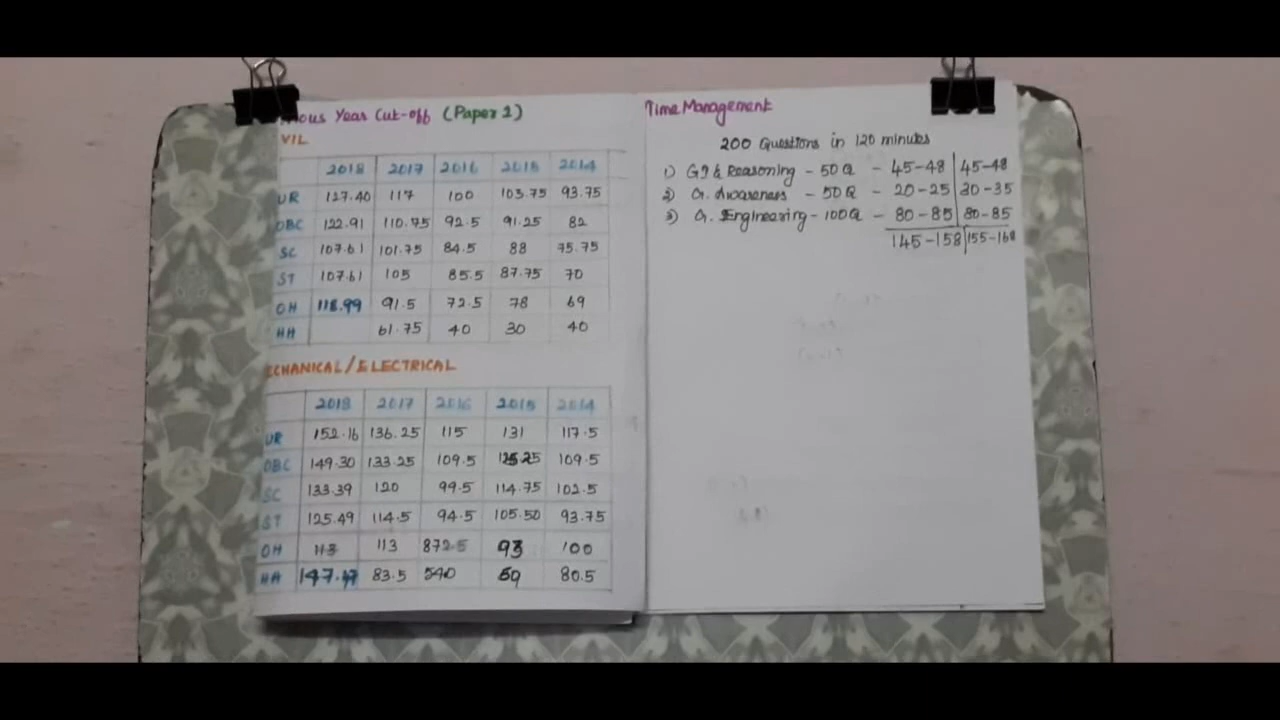 ious Year Cut-off (Paper 1)
VIL
2018 2017 2016 2015 2014
UR 127.40 117 100 103.75 93.75
OBC 122.91 110.75 92.5 91.25 82
SC 107.61 101.75 84.5 88 75.75
ST 107.61 105 85.5 87.75 70
OH 118.99 91.5 72.5 78 69
HH 61.75 40 30 40
ECHANICAL/ELECTRICAL
2018 2017 2016 2015 2014
UR 152.16 136.25 115 131 117.5
OBC 149.30 133.25 109.5 109.5
SC 133.39 120 99.5 114.75 102.5
ST 125.49 114.5 94.5 105.50 93.75
OH 113 113 872.5 93 100
HH 147.17 83.5 540 59 80.5
Time Management
200 Questions in 120 minutes
1) GI & Reasoning - 50Q - 45-48 45-48
2) G. Awareness - 50Q - 20-25 30-35
3) G. Engineering - 100Q - 80-85 80-85
145-158 155-168